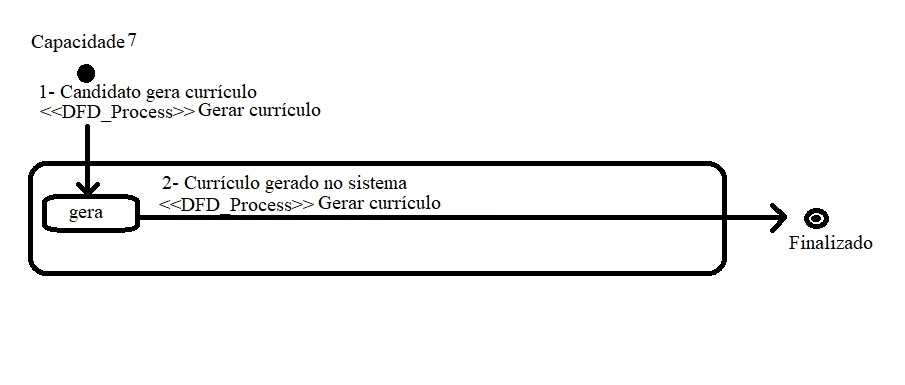 Capacidade 7
1- Candidato gera currículo
<<DFD_Process>> Gerar currículo
2- Currículo gerado no sistema
<<DFD_Process>> Gerar currículo
gera
Finalizado